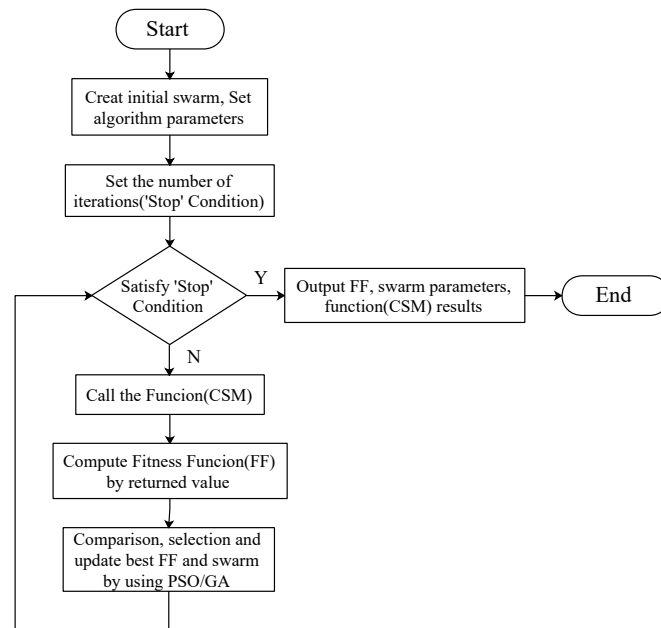 Start
Creat initial swarm, Set
algorithm parameters
Set the number of
iterations('Stop' Condition)
Satisfy 'Stop'
Condition
Y
Output FF, swarm parameters,
function(CSM) results
End
N
Call the Funcion(CSM)
Compute Fitness Funcion(FF)
by returned value
Comparison, selection and
update best FF and swarm
by using PSO/GA